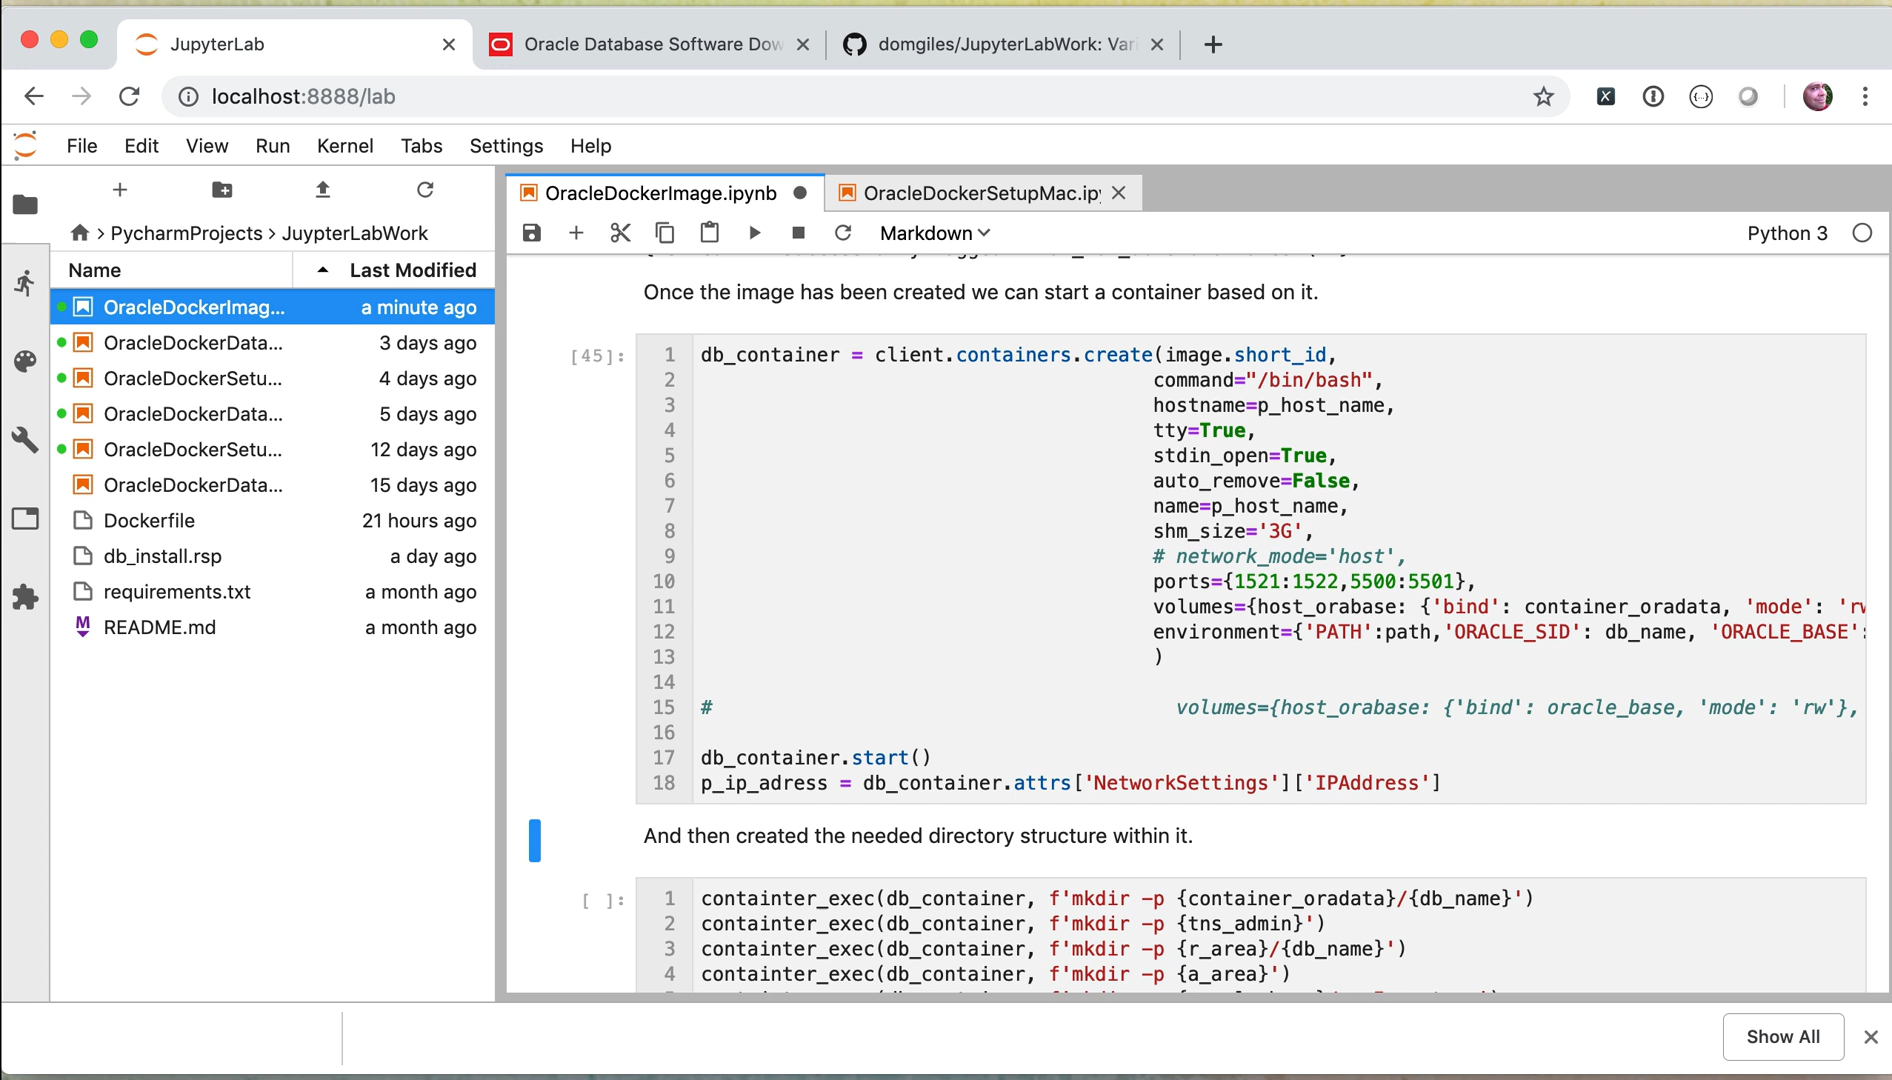 JupyterLab
Oracle Database Software Dow
domgiles/JupyterLabWork: Vari
localhost:8888/lab
File Edit View Run Kernel Tabs Settings Help
OracleDockerImage.ipynb
OracleDockerSetupMac.ipy
PycharmProjects > JuypterLabWork
Markdown
Python 3
Name Last Modified
OracleDockerImag... a minute ago
OracleDockerData... 3 days ago
OracleDockerSetu... 4 days ago
OracleDockerData... 5 days ago
OracleDockerSetu... 12 days ago
OracleDockerData... 15 days ago
Dockerfile 21 hours ago
db_install.rsp a day ago
requirements.txt a month ago
README.md a month ago
Once the image has been created we can start a container based on it.
[45]:
1 db_container = client.containers.create(image.short_id,
2 command="/bin/bash",
3 hostname=p_host_name,
4 tty=True,
5 stdin_open=True,
6 auto_remove=False,
7 name=p_host_name,
8 shm_size='3G',
9 # network_mode='host',
10 ports={1521:1522,5500:5501},
11 volumes={host_orabase: {'bind': container_oradata, 'mode': 'rw
12 environment={'PATH':path,'ORACLE_SID': db_name, 'ORACLE_BASE':
13 )
14
15 # volumes={host_orabase: {'bind': oracle_base, 'mode': 'rw'},
16
17 db_container.start()
18 p_ip_adress = db_container.attrs['NetworkSettings']['IPAddress']
And then created the needed directory structure within it.
[ ]:
1 containter_exec(db_container, f'mkdir -p {container_oradata}/{db_name}')
2 containter_exec(db_container, f'mkdir -p {tns_admin}')
3 containter_exec(db_container, f'mkdir -p {r_area}/{db_name}')
4 containter_exec(db_container, f'mkdir -p {a_area}')
Show All